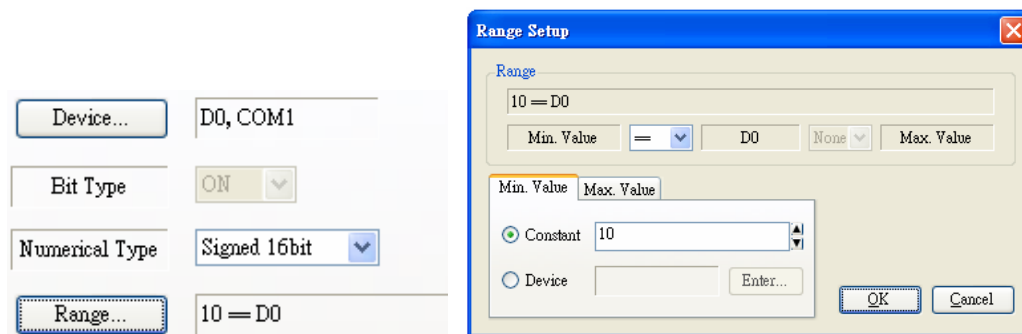 Device... D0, COM1
Bit Type ON
Numerical Type Signed 16bit
Range... 10 == D0
Range Setup
Range
10 == D0
Min. Value == D0 None Max. Value
Min. Value Max. Value
Constant 10
Device Enter...
OK Cancel